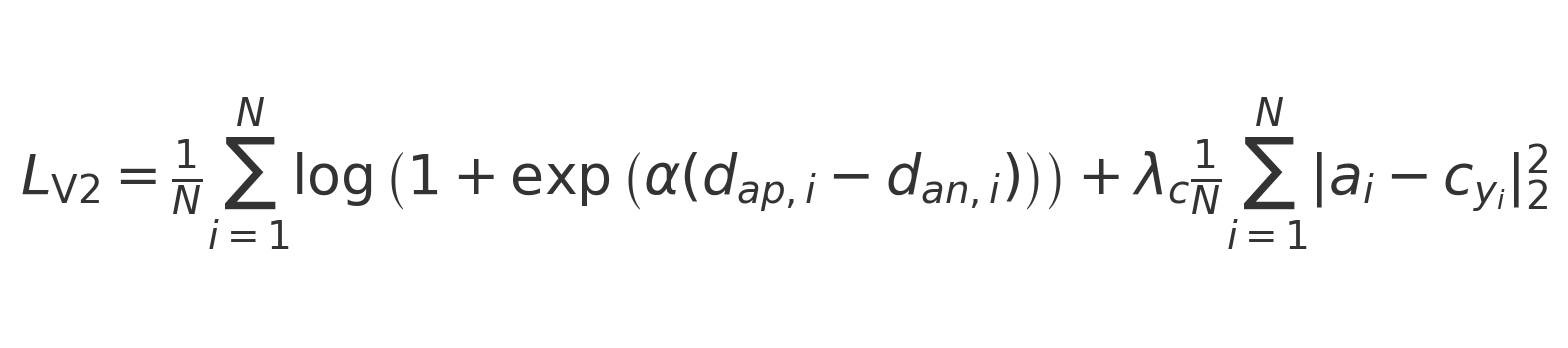 L_{V2} = \frac{1}{N} \sum_{i=1}^{N} \log \left(1 + \exp \left(\alpha (d_{ap,i} - d_{an,i})\right)\right) + \lambda_c \frac{1}{N} \sum_{i=1}^{N} |a_i - c_{y_i}|_2^2